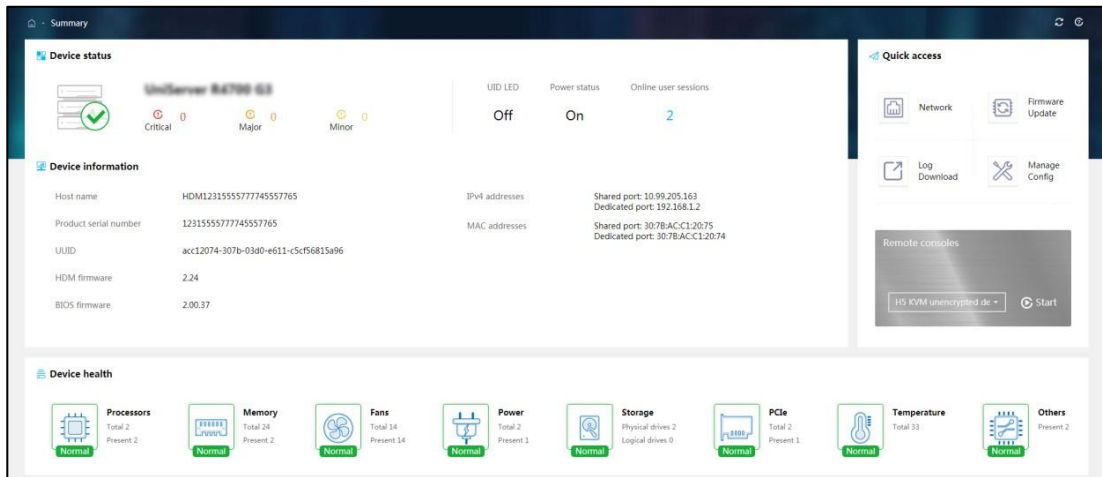 Summary
Device status
UniServer R4700 G3
Critical 0
Major 0
Minor 0
UID LED
Off
Power status
On
Online user sessions
2
Device information
Host name HDM12315555777745557765
Product serial number 12315555777745557765
UUID acc12074-307b-03d0-e611-c5cf56815a96
HDM firmware 2.24
BIOS firmware 2.00.37
IPv4 addresses Shared port: 10.99.205.163
Dedicated port: 192.168.1.2
MAC addresses Shared port: 30:7B:AC:C1:20:75
Dedicated port: 30:7B:AC:C1:20:74
Quick access
Network
Firmware
Update
Log
Download
Manage
Config
Remote consoles
H5 KVM unencrypted de
Start
Device health
Processors
Total 2
Present 2
Normal
Memory
Total 24
Present 2
Normal
Fans
Total 14
Present 14
Normal
Power
Total 2
Present 1
Normal
Storage
Physical drives 2
Logical drives 0
Normal
PCIe
Total 2
Present 1
Normal
Temperature
Total 33
Normal
Others
Present 2
Normal